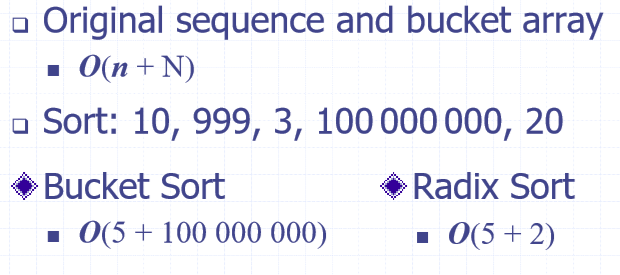 Original sequence and bucket array
O(n + N)
Sort: 10, 999, 3, 100 000 000, 20
Bucket Sort
O(5 + 100 000 000)
Radix Sort
O(5 + 2)